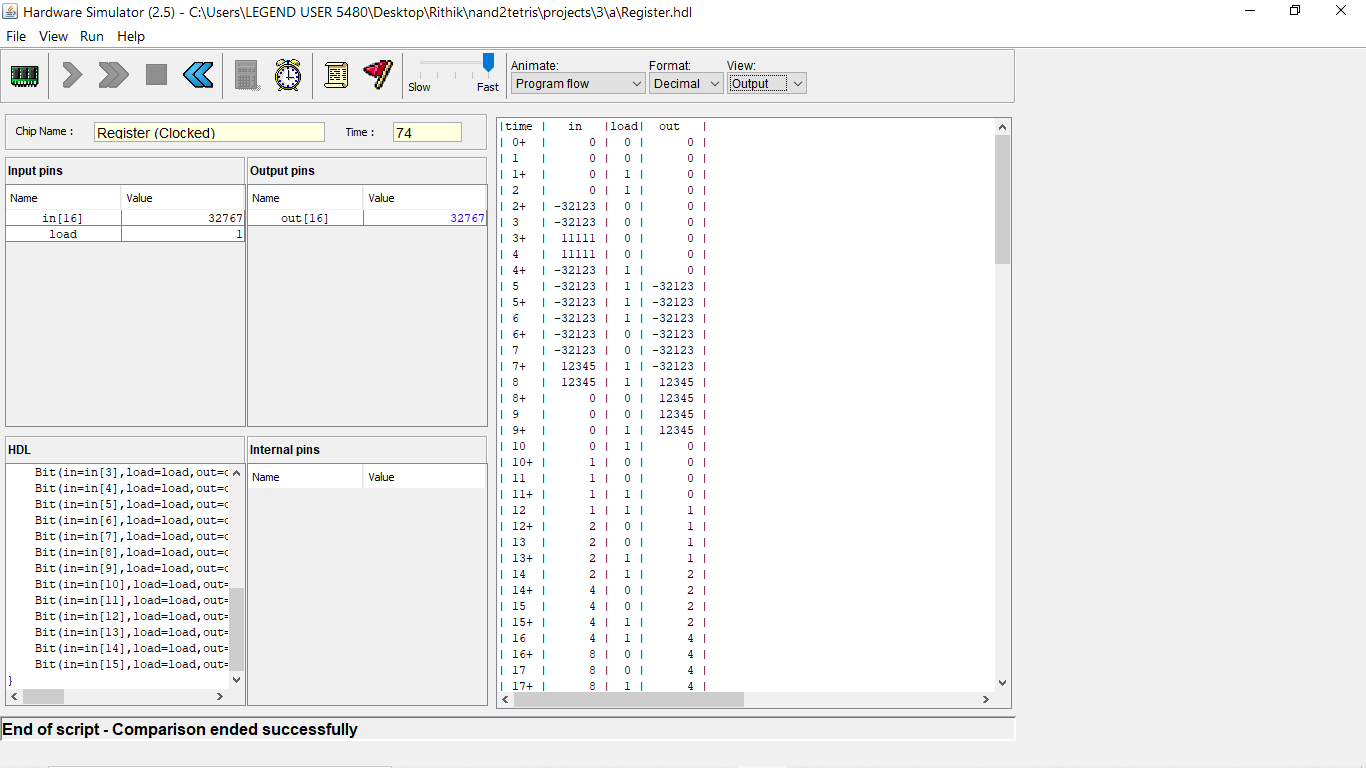 Hardware Simulator (2.5) - C:\Users\LEGEND USER 5480\Desktop\Rithik\nand2tetris\projects\3\a\Register.hdl
File View Run Help
Slow Fast
Animate:
Program flow
Format:
Decimal
View:
Output
Chip Name :
Register (Clocked)
Time :
74
Input pins
Name Value
in[16] 32767
load 1
Output pins
Name Value
out[16] 32767
HDL
Bit(in=in[3],load=load,out=
Bit(in=in[4],load=load,out=
Bit(in=in[5],load=load,out=
Bit(in=in[6],load=load,out=
Bit(in=in[7],load=load,out=
Bit(in=in[8],load=load,out=
Bit(in=in[9],load=load,out=
Bit(in=in[10],load=load,out=
Bit(in=in[11],load=load,out=
Bit(in=in[12],load=load,out=
Bit(in=in[13],load=load,out=
Bit(in=in[14],load=load,out=
Bit(in=in[15],load=load,out=
}
Internal pins
Name Value
|time | in |load| out |
| 0+ | 0 | 0 | 0 |
| 1 | 0 | 0 | 0 |
| 1+ | 0 | 1 | 0 |
| 2 | 0 | 1 | 0 |
| 2+ | -32123 | 0 | 0 |
| 3 | -32123 | 0 | 0 |
| 3+ | 11111 | 0 | 0 |
| 4 | 11111 | 0 | 0 |
| 4+ | -32123 | 1 | 0 |
| 5 | -32123 | 1 | -32123 |
| 5+ | -32123 | 1 | -32123 |
| 6 | -32123 | 1 | -32123 |
| 6+ | -32123 | 0 | -32123 |
| 7 | -32123 | 0 | -32123 |
| 7+ | 12345 | 1 | -32123 |
| 8 | 12345 | 1 | 12345 |
| 8+ | 0 | 0 | 12345 |
| 9 | 0 | 0 | 12345 |
| 9+ | 0 | 1 | 12345 |
| 10 | 0 | 1 | 0 |
| 10+ | 1 | 0 | 0 |
| 11 | 1 | 0 | 0 |
| 11+ | 1 | 1 | 0 |
| 12 | 1 | 1 | 1 |
| 12+ | 2 | 0 | 1 |
| 13 | 2 | 0 | 1 |
| 13+ | 2 | 1 | 1 |
| 14 | 2 | 1 | 2 |
| 14+ | 4 | 0 | 2 |
| 15 | 4 | 0 | 2 |
| 15+ | 4 | 1 | 2 |
| 16 | 4 | 1 | 4 |
| 16+ | 8 | 0 | 4 |
| 17 | 8 | 0 | 4 |
| 17+ | 8 | 1 | 4 |
End of script - Comparison ended successfully